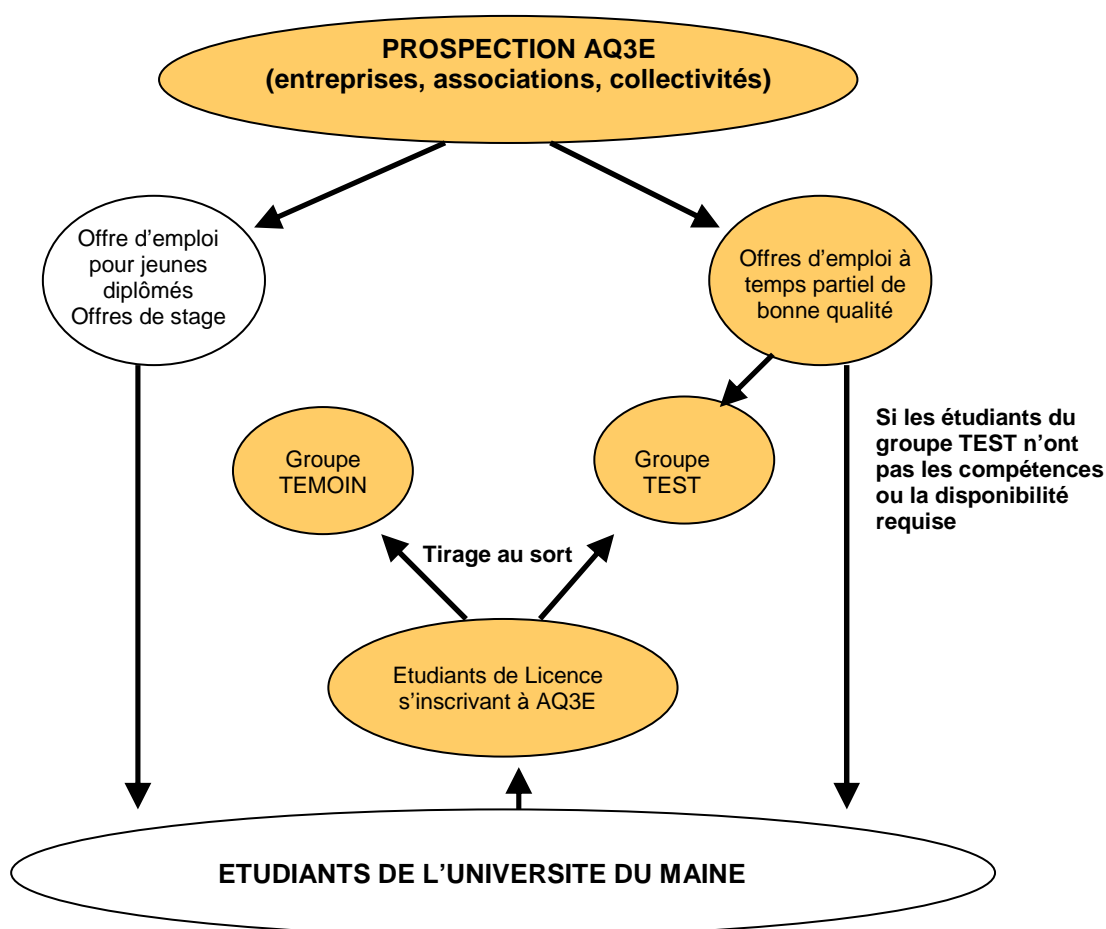 PROSPECTION AQ3E
(entreprises, associations, collectivités)
Offre d'emploi
pour jeunes
diplômés
Offres de stage
Offres d'emploi à
temps partiel de
bonne qualité
Si les étudiants du
groupe TEST n'ont
pas les compétences
ou la disponibilité
requise
Groupe
TEMOIN
Groupe
TEST
Tirage au sort
Etudiants de Licence
s'inscrivant à AQ3E
ETUDIANTS DE L'UNIVERSITE DU MAINE